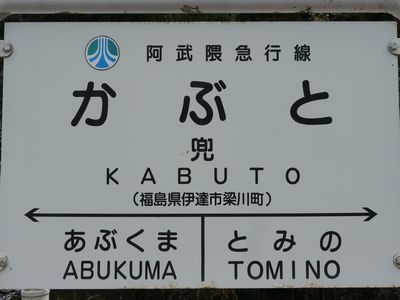 阿武隈急行線
かぶと
兜
KABUTO
(福島県伊達市梁川町)
あぶくま とみの
ABUKUMA TOMINO